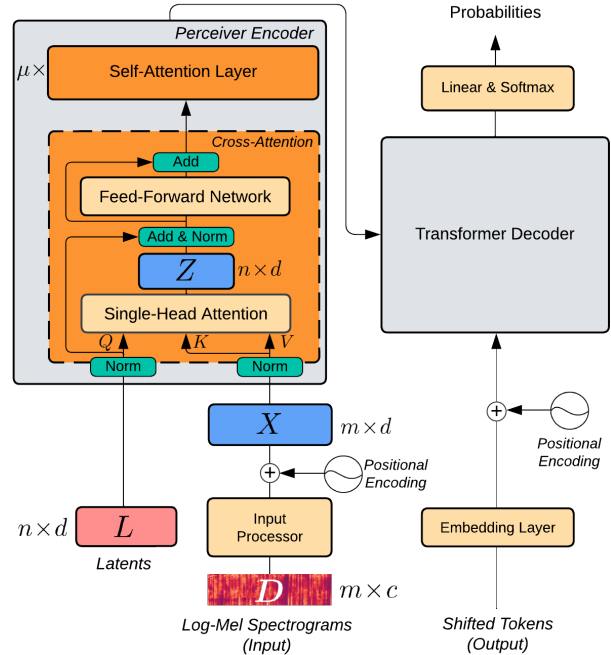 Perceiver Encoder
μ×
Self-Attention Layer
Cross-Attention
Add
Feed-Forward Network
Add & Norm
Z
n×d
Single-Head Attention
Q
K
V
Norm
Norm
X
m×d
Positional
Encoding
n×d
L
Latents
Input
Processor
D
m×c
Log-Mel Spectrograms
(Input)
Probabilities
Linear & Softmax
Transformer Decoder
Positional
Encoding
Embedding Layer
Shifted Tokens
(Output)